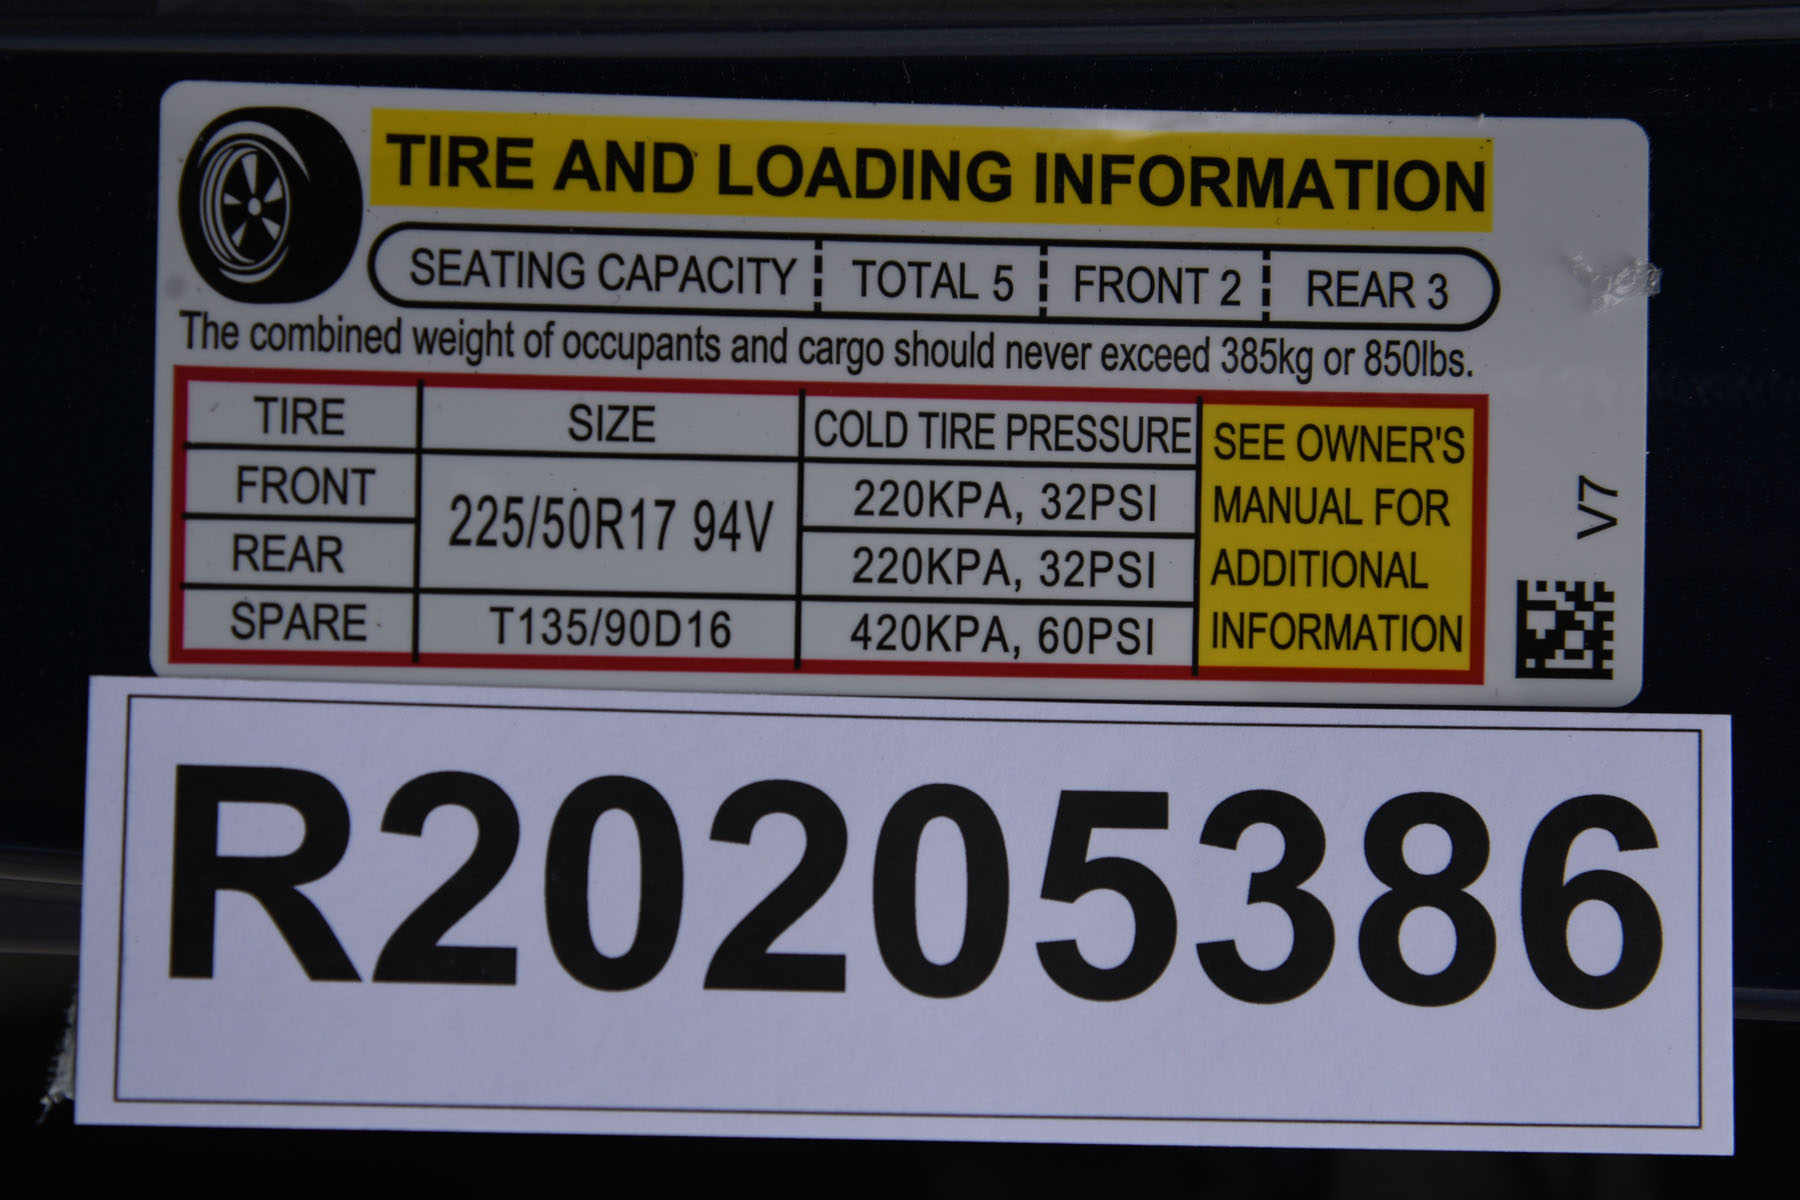 TIRE AND LOADING INFORMATION
SEATING CAPACITY TOTAL 5 FRONT 2 REAR 3
The combined weight of occupants and cargo should never exceed 385kg or 850lbs.
TIRE SIZE COLD TIRE PRESSURE SEE OWNER'S
FRONT 225/50R17 94V 220KPA, 32PSI MANUAL FOR
REAR 220KPA, 32PSI ADDITIONAL
SPARE T135/90D16 420KPA, 60PSI INFORMATION
V7
R20205386